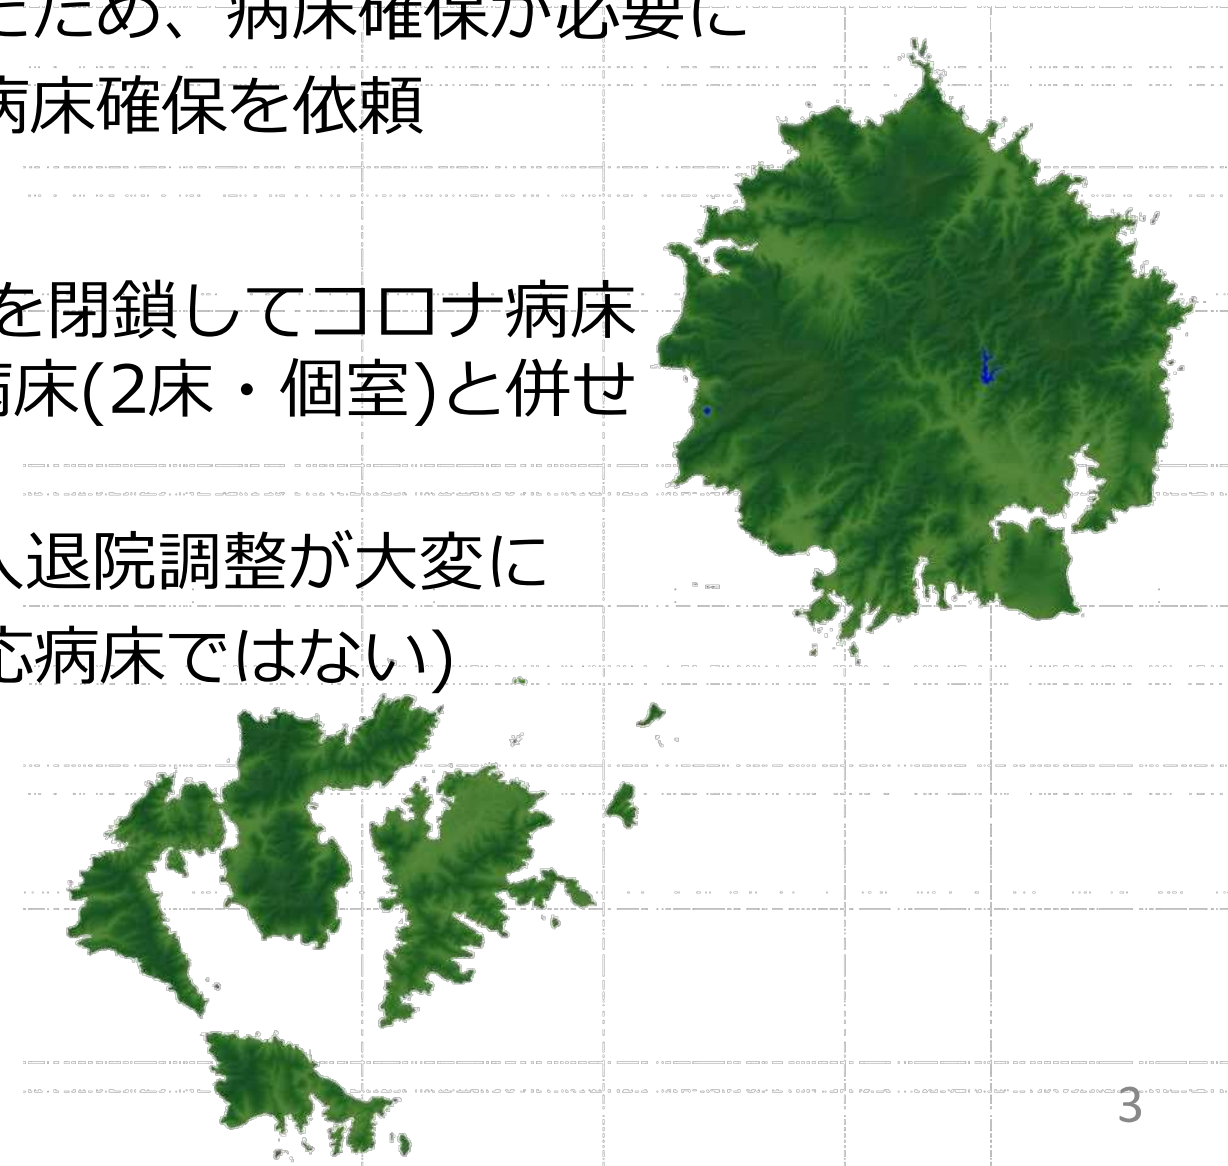 たため、病床確保が必要に
病床確保を依頼
を閉鎖してコロナ病床
病床(2床・個室)と併せ
入退院調整が大変に
応病床ではない)
3